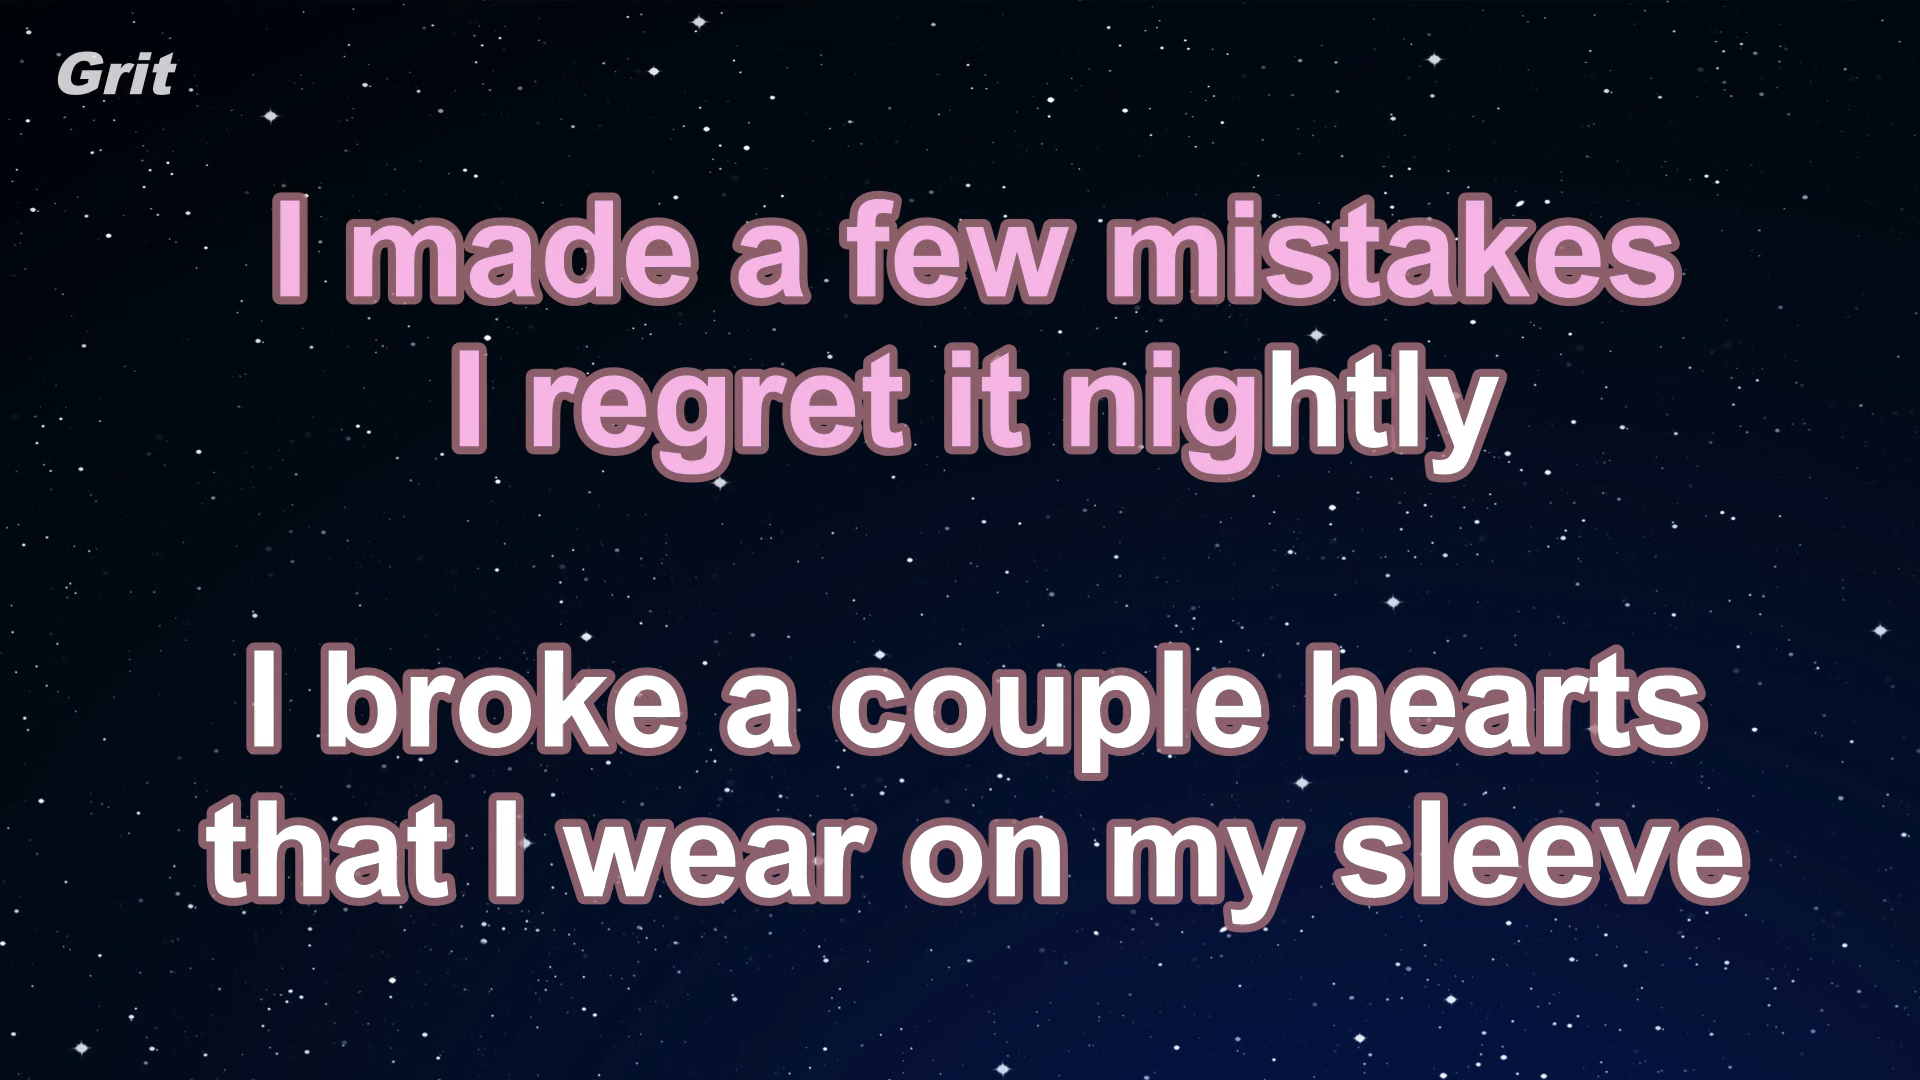 Grit
I made a few mistakes
I regret it nightly
I broke a couple hearts
that I wear on my sleeve